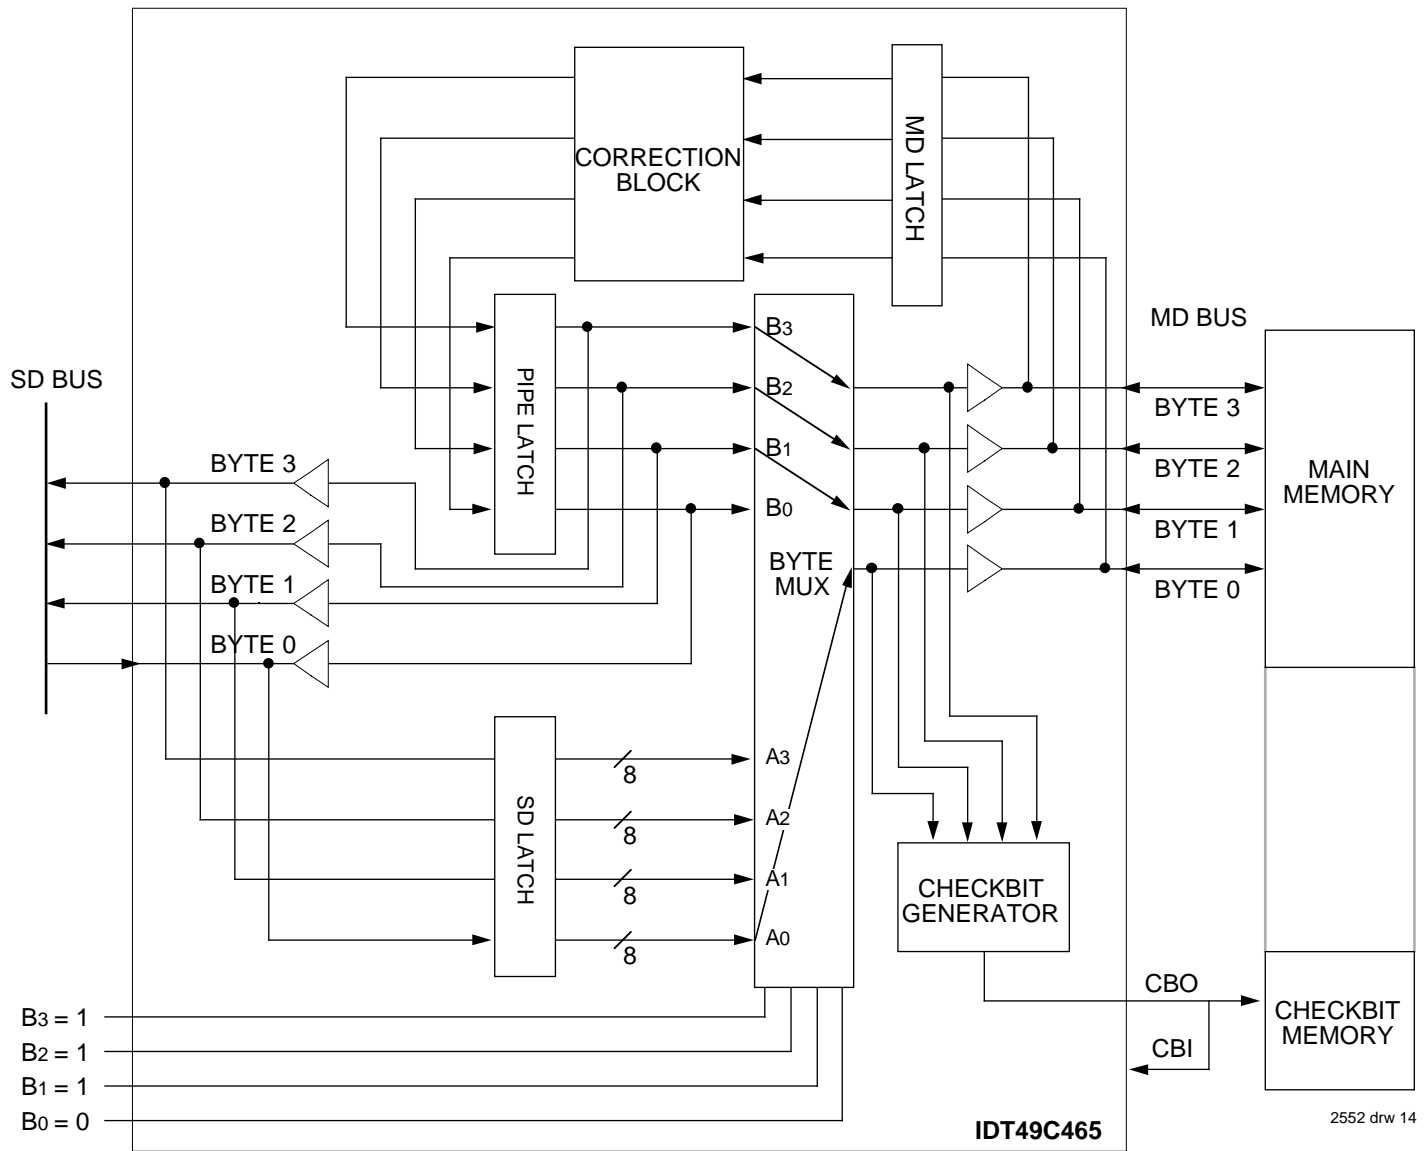 CORRECTION
BLOCK
MD LATCH
B3
B2
B1
B0
PIPE LATCH
BYTE
MUX
MD BUS
BYTE 3
BYTE 2
BYTE 1
BYTE 0
MAIN
MEMORY
SD BUS
BYTE 3
BYTE 2
BYTE 1
BYTE 0
SD LATCH
8
8
8
8
A3
A2
A1
A0
CHECKBIT
GENERATOR
CBO
CBI
CHECKBIT
MEMORY
B3 = 1
B2 = 1
B1 = 1
B0 = 0
IDT49C465
2552 drw 14